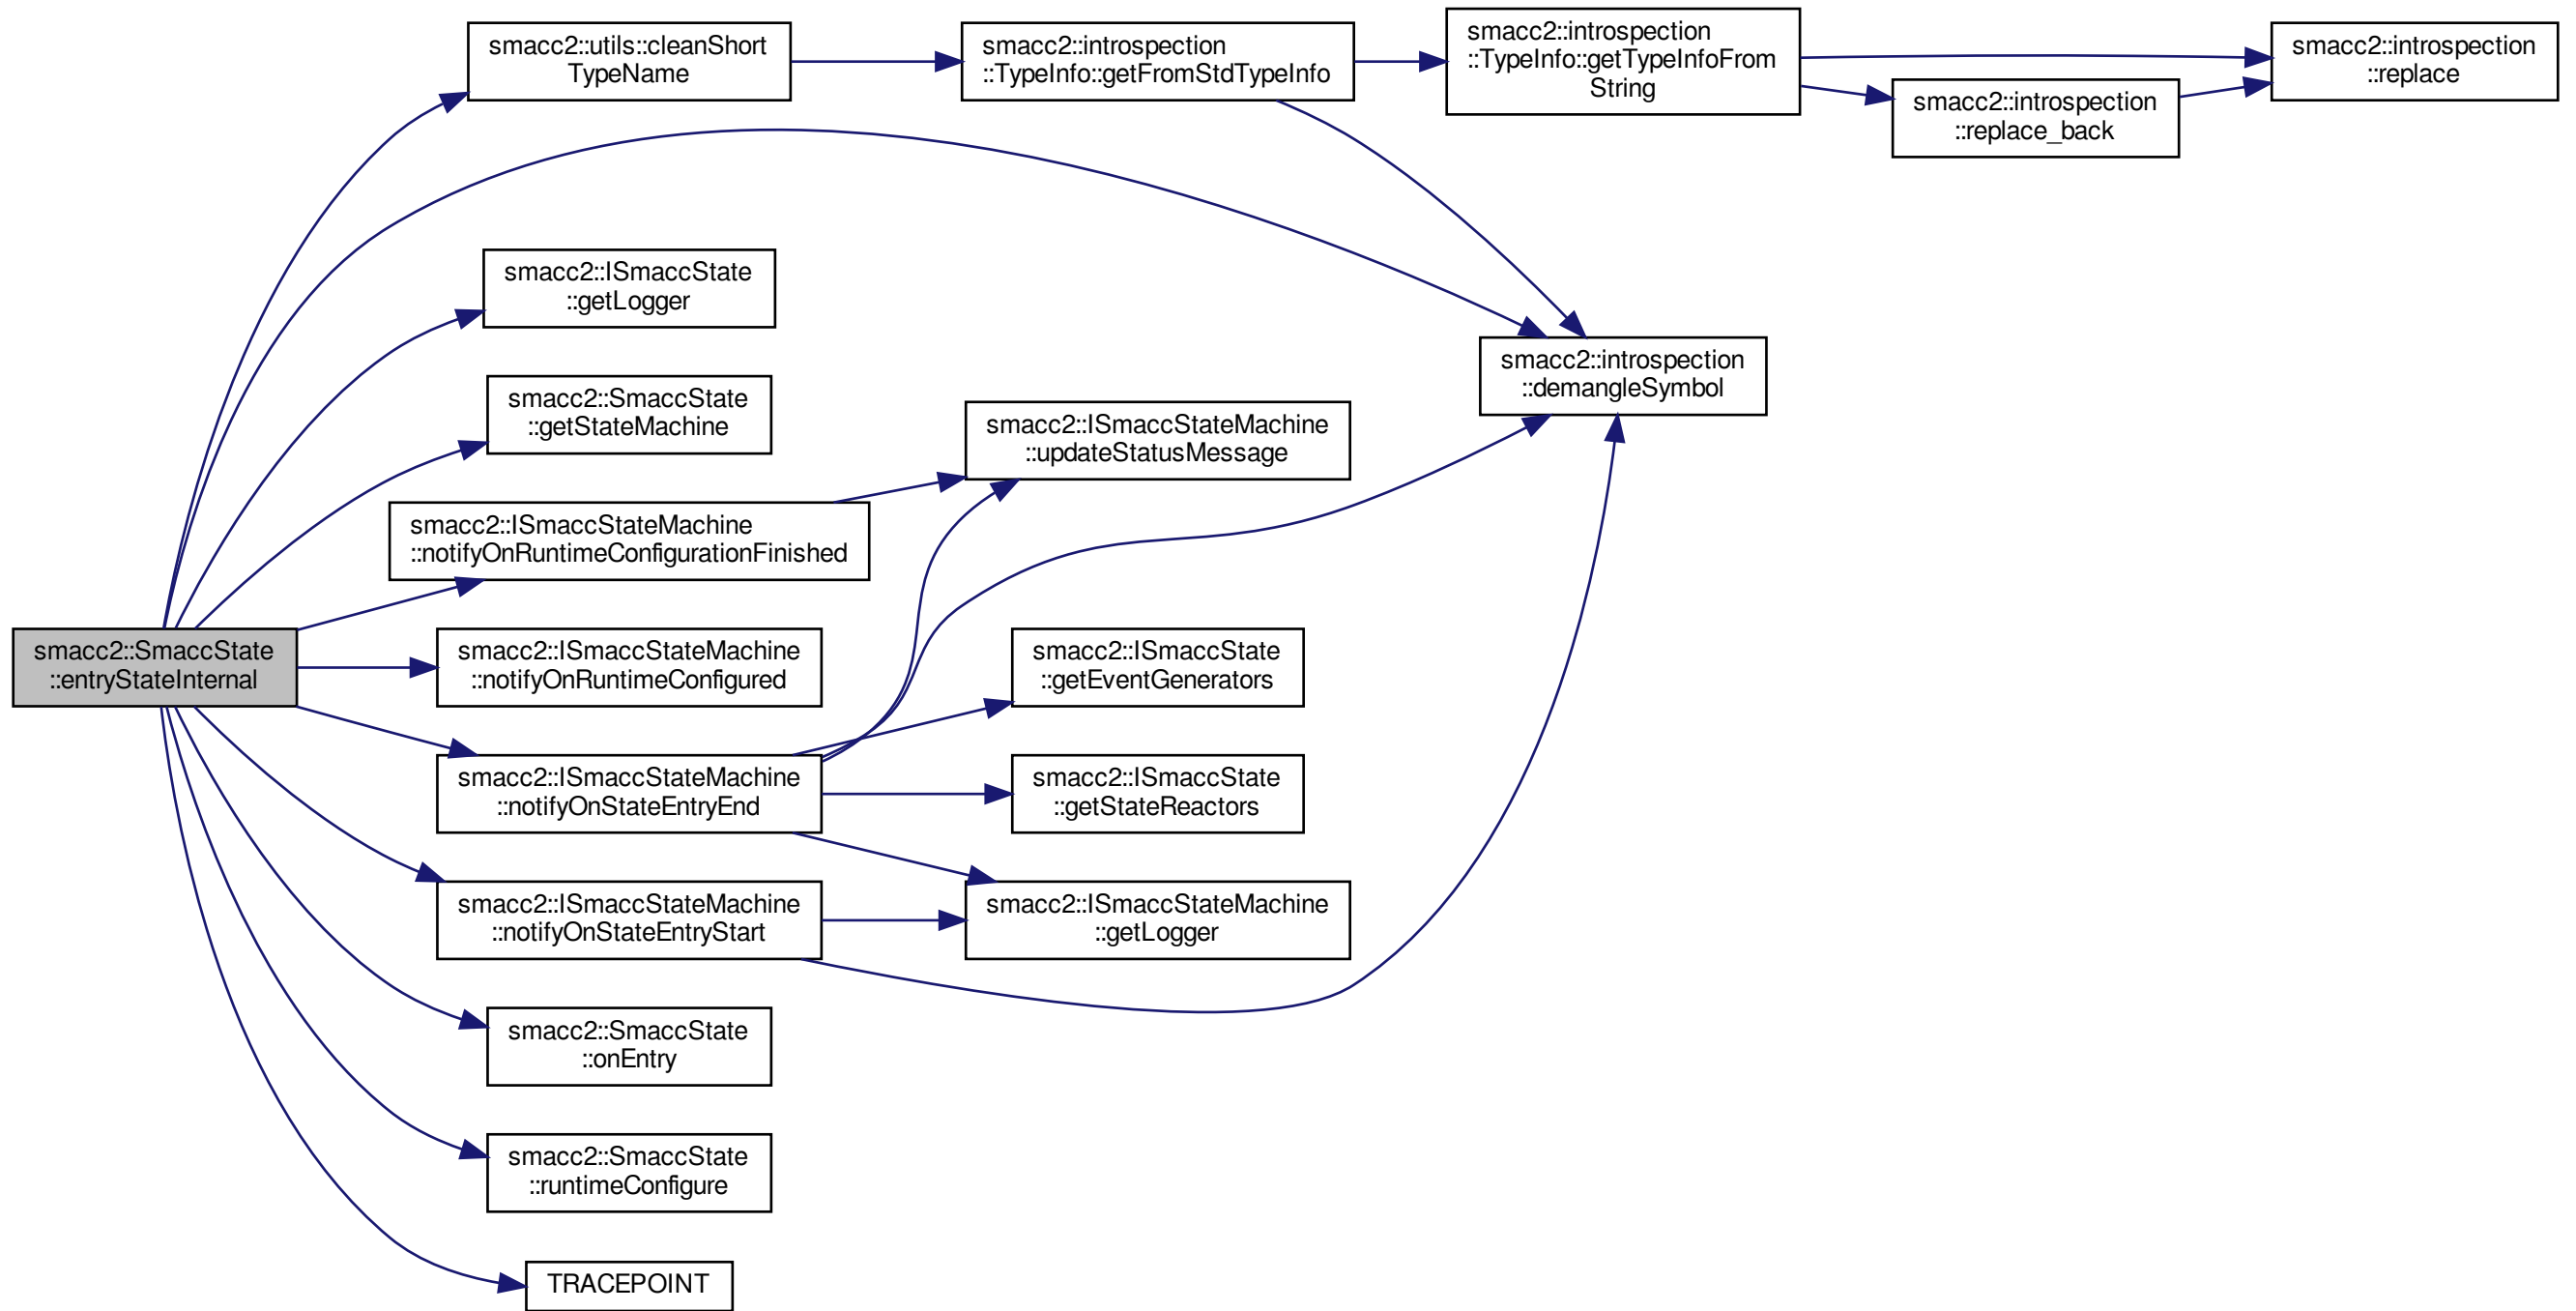 smacc2::utils::cleanShort
TypeName
smacc2::introspection
::TypeInfo::getFromStdTypeInfo
smacc2::introspection
::TypeInfo::getTypeInfoFrom
String
smacc2::introspection
::replace
smacc2::introspection
::replace_back
smacc2::ISmaccState
::getLogger
smacc2::introspection
::demangleSymbol
smacc2::SmaccState
::getStateMachine
smacc2::ISmaccStateMachine
::updateStatusMessage
smacc2::ISmaccStateMachine
::notifyOnRuntimeConfigurationFinished
smacc2::SmaccState
::entryStateInternal
smacc2::ISmaccStateMachine
::notifyOnRuntimeConfigured
smacc2::ISmaccState
::getEventGenerators
smacc2::ISmaccStateMachine
::notifyOnStateEntryEnd
smacc2::ISmaccState
::getStateReactors
smacc2::ISmaccStateMachine
::notifyOnStateEntryStart
smacc2::ISmaccStateMachine
::getLogger
smacc2::SmaccState
::onEntry
smacc2::SmaccState
::runtimeConfigure
TRACEPOINT